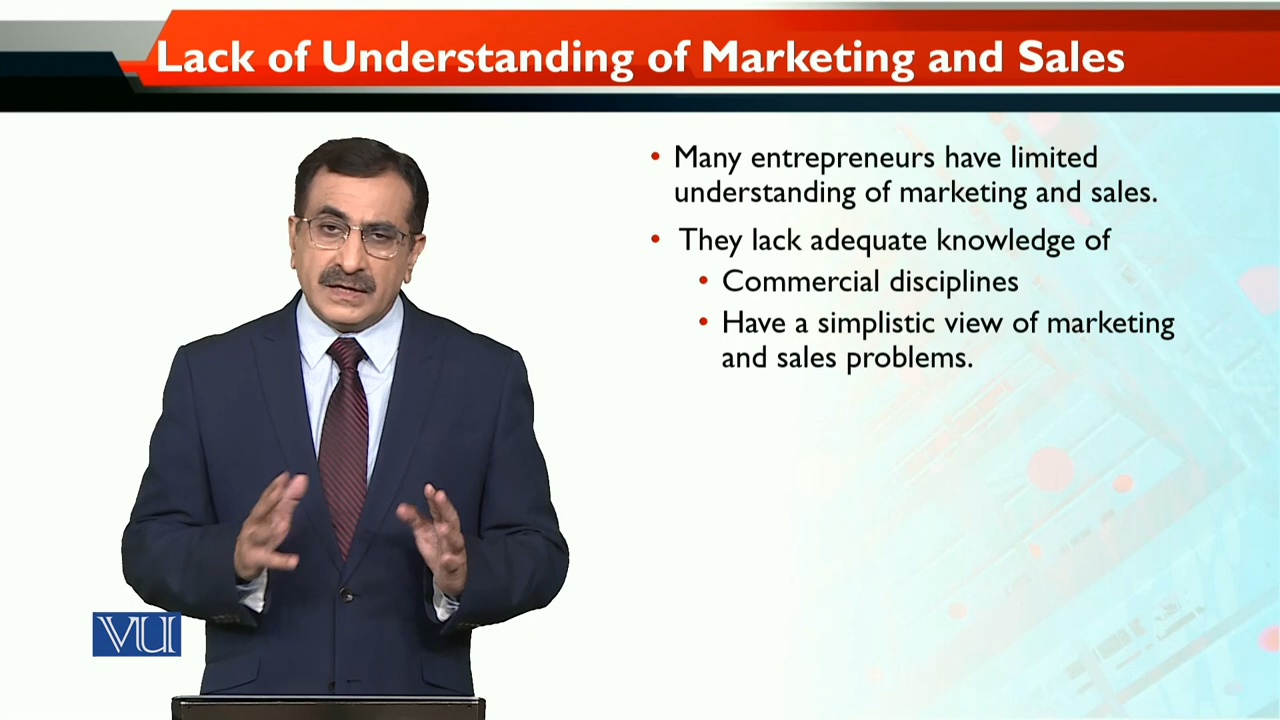 Lack of Understanding of Marketing and Sales
• Many entrepreneurs have limited
understanding of marketing and sales.
• They lack adequate knowledge of
• Commercial disciplines
• Have a simplistic view of marketing
and sales problems.
VU